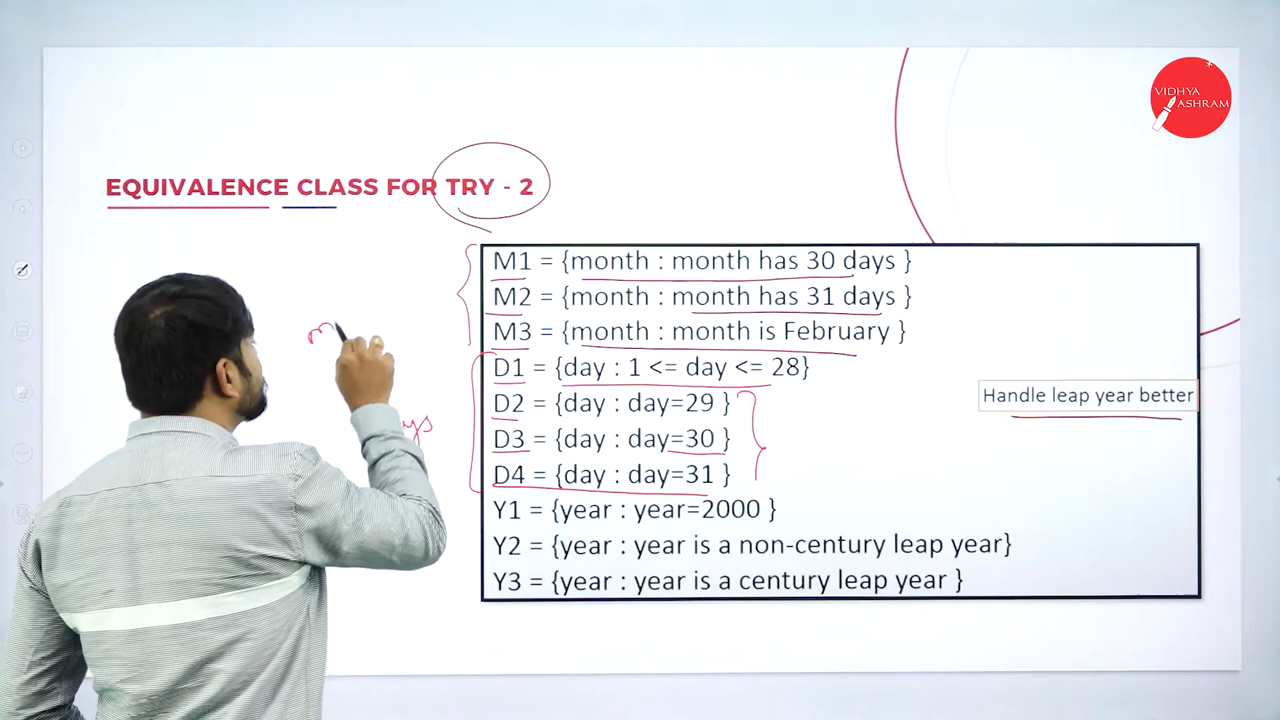 VIDHYA
ASHRAM
EQUIVALENCE CLASS FOR TRY - 2
M1 = {month : month has 30 days }
M2 = {month : month has 31 days }
M3 = {month : month is February }
D1 = {day : 1 <= day <= 28}
Handle leap year better
D2 = {day : day=29 }
D3 = {day : day=30 }
D4 = {day : day=31 }
Y1 = {year : year=2000 }
Y2 = {year : year is a non-century leap year}
Y3 = {year : year is a century leap year }